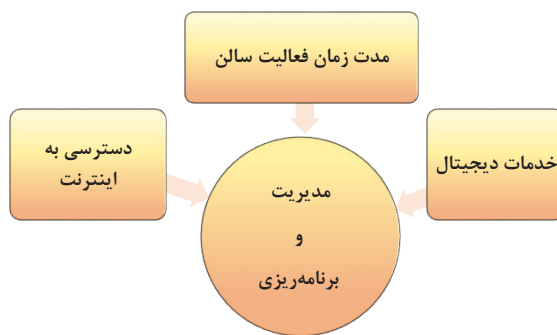 مدت زمان فعالیت سالن
خدمات دیجیتال
دسترسی به
اینترنت
مدیریت
و
برنامه‌ریزی